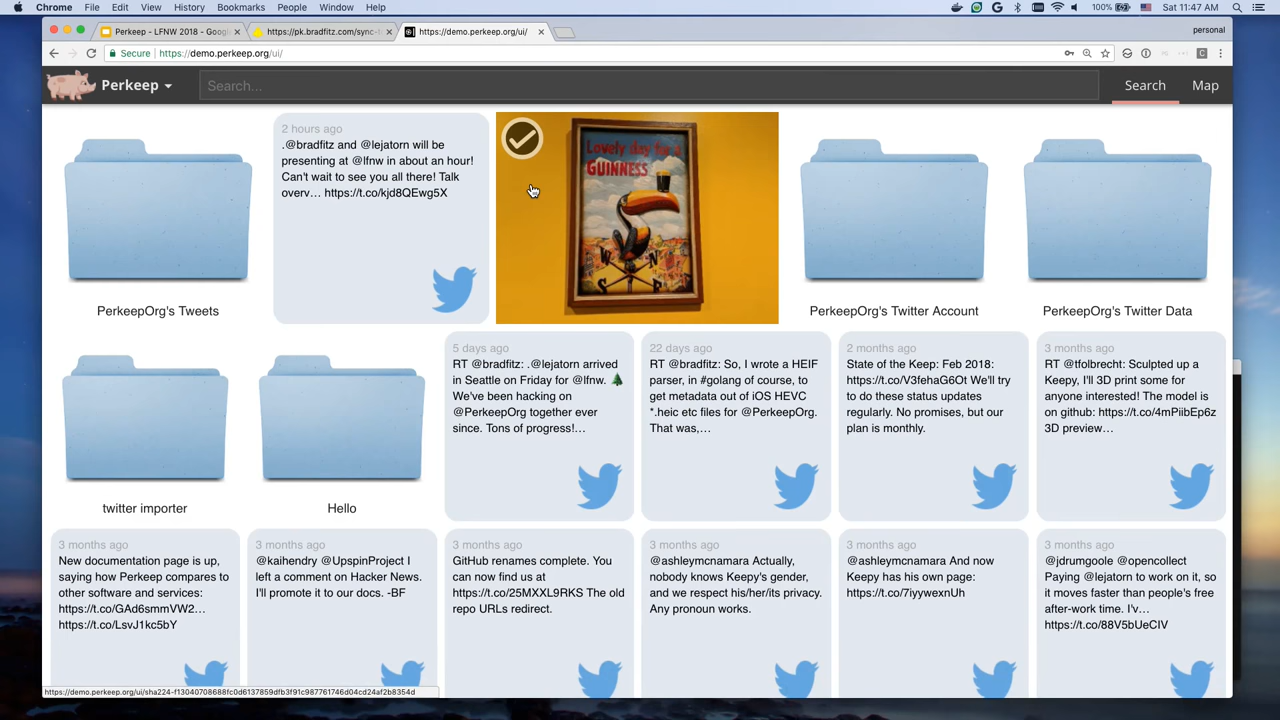 Chrome File Edit View History Bookmarks People Window Help
100% Sat 11:47 AM
Perkeep - LFNW 2018 - Goog
https://pk.bradfitz.com/sync-
https://demo.perkeep.org/ui/
personal
Secure https://demo.perkeep.org/ui/
Perkeep
Search...
Search
Map
PerkeepOrg's Tweets
2 hours ago
.@bradfitz and @lejatorn will be
presenting at @lfnw in about an hour!
Can't wait to see you all there! Talk
overv… https://t.co/kjd8QEwg5X
Lovely day for a
GUINNESS
W N
S E
PerkeepOrg's Twitter Account
PerkeepOrg's Twitter Data
twitter importer
Hello
5 days ago
RT @bradfitz: .@lejatorn arrived
in Seattle on Friday for @lfnw. 🌲
We've been hacking on
@PerkeepOrg together ever
since. Tons of progress!…
22 days ago
RT @bradfitz: So, I wrote a HEIF
parser, in #golang of course, to
get metadata out of iOS HEVC
*.heic etc files for @PerkeepOrg.
That was,…
2 months ago
State of the Keep: Feb 2018:
https://t.co/V3fehaG6Ot We'll try
to do these status updates
regularly. No promises, but our
plan is monthly.
3 months ago
RT @tfolbrecht: Sculpted up a
Keepy, I'll 3D print some for
anyone interested! The model is
on github: https://t.co/4mPiibEp6z
3D preview…
3 months ago
New documentation page is up,
saying how Perkeep compares to
other software and services:
https://t.co/GAd6smmVW2…
https://t.co/LsvJ1kc5bY
3 months ago
@kaihendry @UpspinProject I
left a comment on Hacker News.
I'll promote it to our docs. -BF
3 months ago
GitHub renames complete. You
can now find us at
https://t.co/25MXXL9RKS The old
repo URLs redirect.
3 months ago
@ashleymcnamara Actually,
nobody knows Keepy's gender,
and we respect his/her/its privacy.
Any pronoun works.
3 months ago
@ashleymcnamara And now
Keepy has his own page:
https://t.co/7iyywexnUh
3 months ago
@jdrumgoole @opencollect
Paying @lejatorn to work on it, so
it moves faster than people's free
after-work time. I'v…
https://t.co/88V5bUeCIV
https://demo.perkeep.org/ui/sha224-f13040708688fc0d6137859dfb3f91c987761746d04cd24af2b8354d